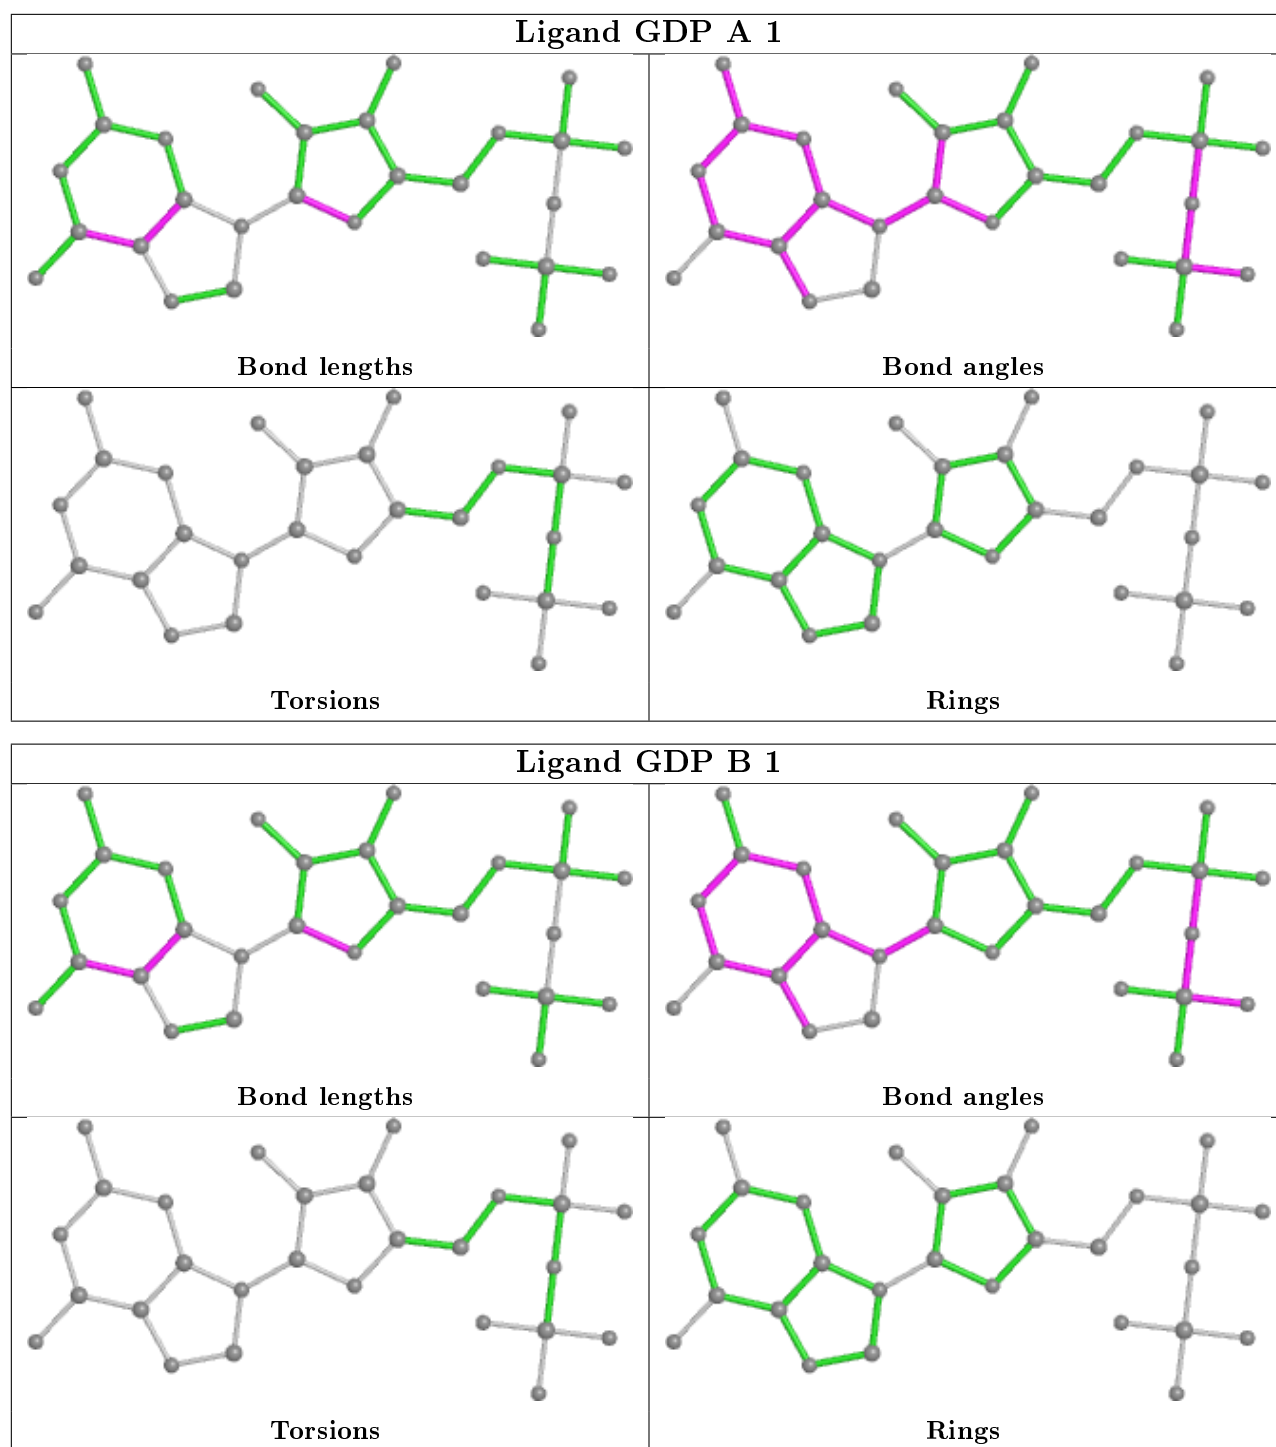 Ligand GDP A 1
Bond lengths
Bond angles
Torsions
Rings
Ligand GDP B 1
Bond lengths
Bond angles
Torsions
Rings